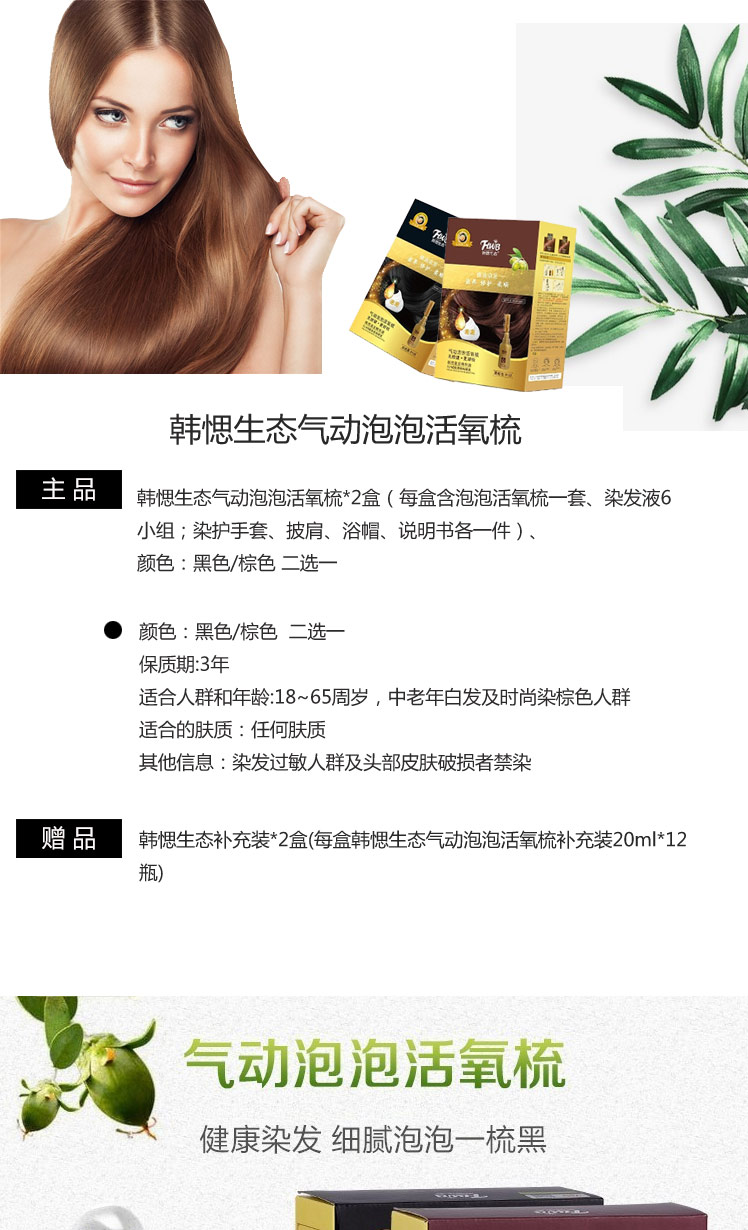 韩愢生态气动泡泡活氧梳
主 品
韩愢生态气动泡泡活氧梳*2盒（每盒含泡泡活氧梳一套、染发液6
小组；染护手套、披肩、浴帽、说明书各一件）、
颜色：黑色/棕色 二选一
颜色：黑色/棕色 二选一
保质期:3年
适合人群和年龄:18~65周岁，中老年白发及时尚染棕色人群
适合的肤质：任何肤质
其他信息：染发过敏人群及头部皮肤破损者禁染
赠 品
韩愢生态补充装*2盒(每盒韩愢生态气动泡泡活氧梳补充装20ml*12
瓶)
气动泡泡活氧梳
健康染发 细腻泡泡一梳黑